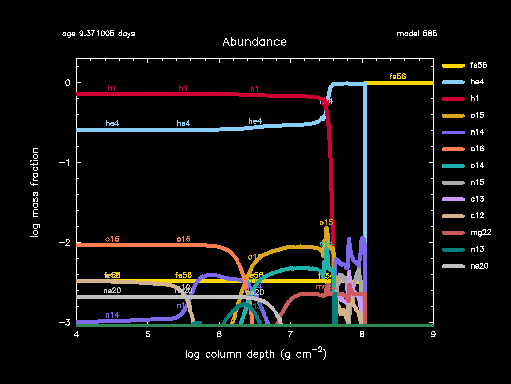 age 9.371005 days
model 686
Abundance
fe56
he4
h1
o15
n14
o16
o14
n15
c13
c12
mg22
n13
ne20
fe56
h1 h1 h1
he4 he4 he4
o15
o16 o16
fe56
ne20
n14
0
−1
−2
−3
4 5 6 7 8 9
log mass fraction
log column depth (g cm⁻²)